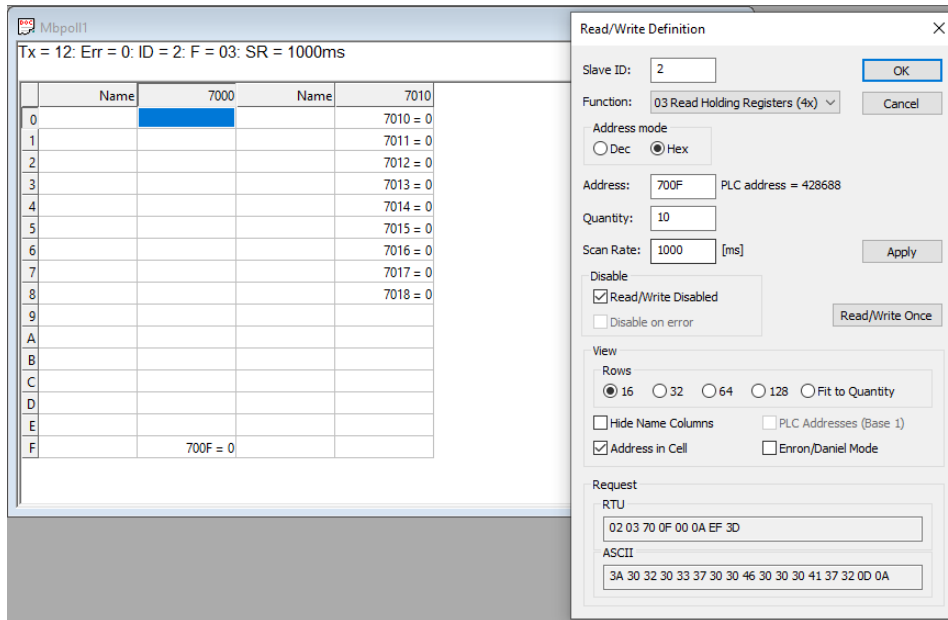 Mbpoll1
Tx = 12: Err = 0: ID = 2: F = 03: SR = 1000ms
Name 7000 Name 7010
0 7010 = 0
1 7011 = 0
2 7012 = 0
3 7013 = 0
4 7014 = 0
5 7015 = 0
6 7016 = 0
7 7017 = 0
8 7018 = 0
9
A
B
C
D
E
F 700F = 0
Read/Write Definition
Slave ID: 2 OK
Function: 03 Read Holding Registers (4x) Cancel
Address mode
Dec Hex
Address: 700F PLC address = 428688
Quantity: 10
Scan Rate: 1000 [ms] Apply
Disable
Read/Write Disabled
Disable on error Read/Write Once
View
Rows
16 32 64 128 Fit to Quantity
Hide Name Columns PLC Addresses (Base 1)
Address in Cell Enron/Daniel Mode
Request
RTU
02 03 70 0F 00 0A EF 3D
ASCII
3A 30 32 30 33 37 30 30 46 30 30 30 41 37 32 0D 0A